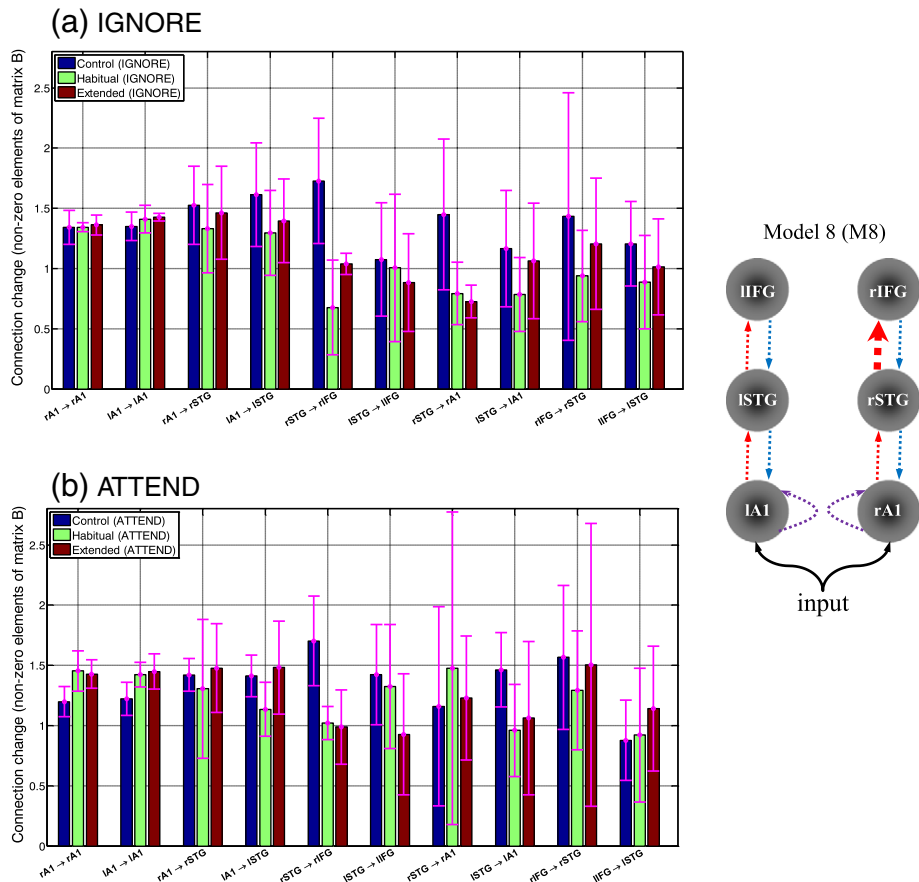 (a) IGNORE
Connection change (non-zero elements of matrix B)
2.5
2
1.5
1
0.5
0
Control (IGNORE)
Habitual (IGNORE)
Extended (IGNORE)
rA1 → rA1
lA1 → lA1
rA1 → rSTG
lA1 → lSTG
rSTG → rIFG
lSTG → lIFG
rSTG → rA1
lSTG → lA1
rIFG → rSTG
lIFG → lSTG
(b) ATTEND
Connection change (non-zero elements of matrix B)
2.5
2
1.5
1
0.5
0
Control (ATTEND)
Habitual (ATTEND)
Extended (ATTEND)
rA1 → rA1
lA1 → lA1
rA1 → rSTG
lA1 → lSTG
rSTG → rIFG
lSTG → lIFG
rSTG → rA1
lSTG → lA1
rIFG → rSTG
lIFG → lSTG
Model 8 (M8)
lIFG rIFG
lSTG rSTG
lA1 rA1
input